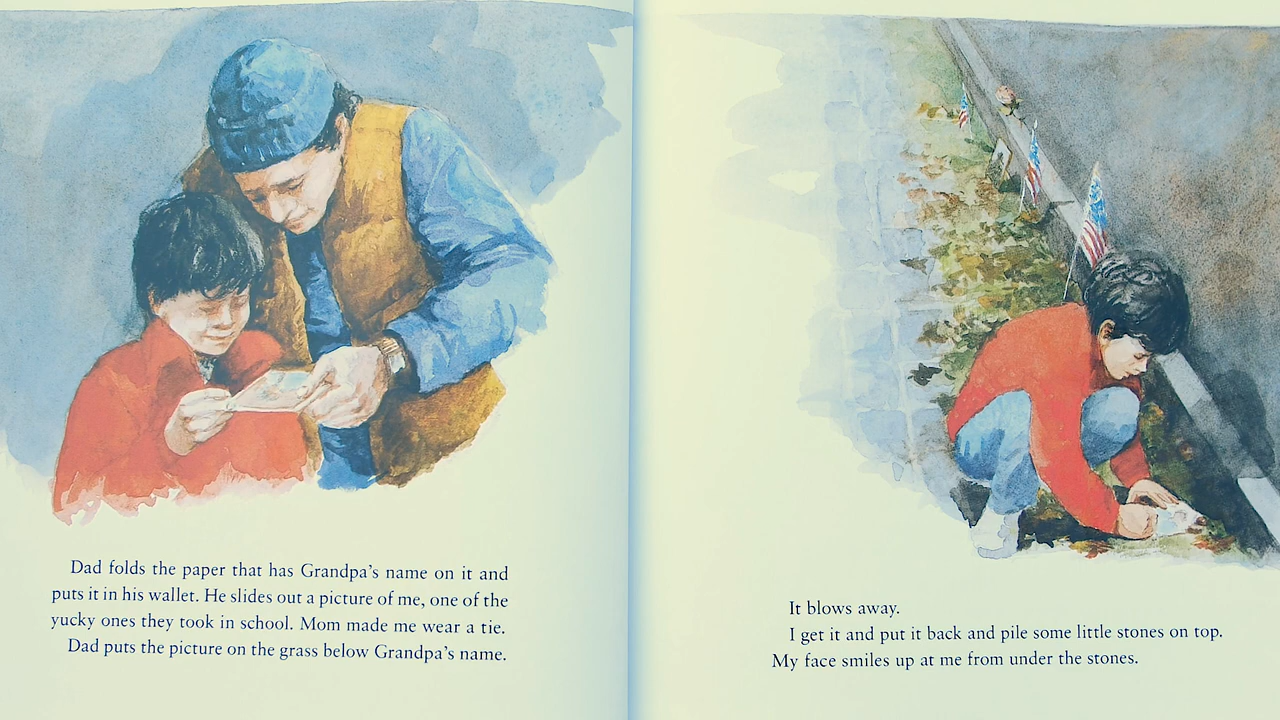 Dad folds the paper that has Grandpa's name on it and
puts it in his wallet. He slides out a picture of me, one of the
yucky ones they took in school. Mom made me wear a tie.
Dad puts the picture on the grass below Grandpa's name.
It blows away.
I get it and put it back and pile some little stones on top.
My face smiles up at me from under the stones.